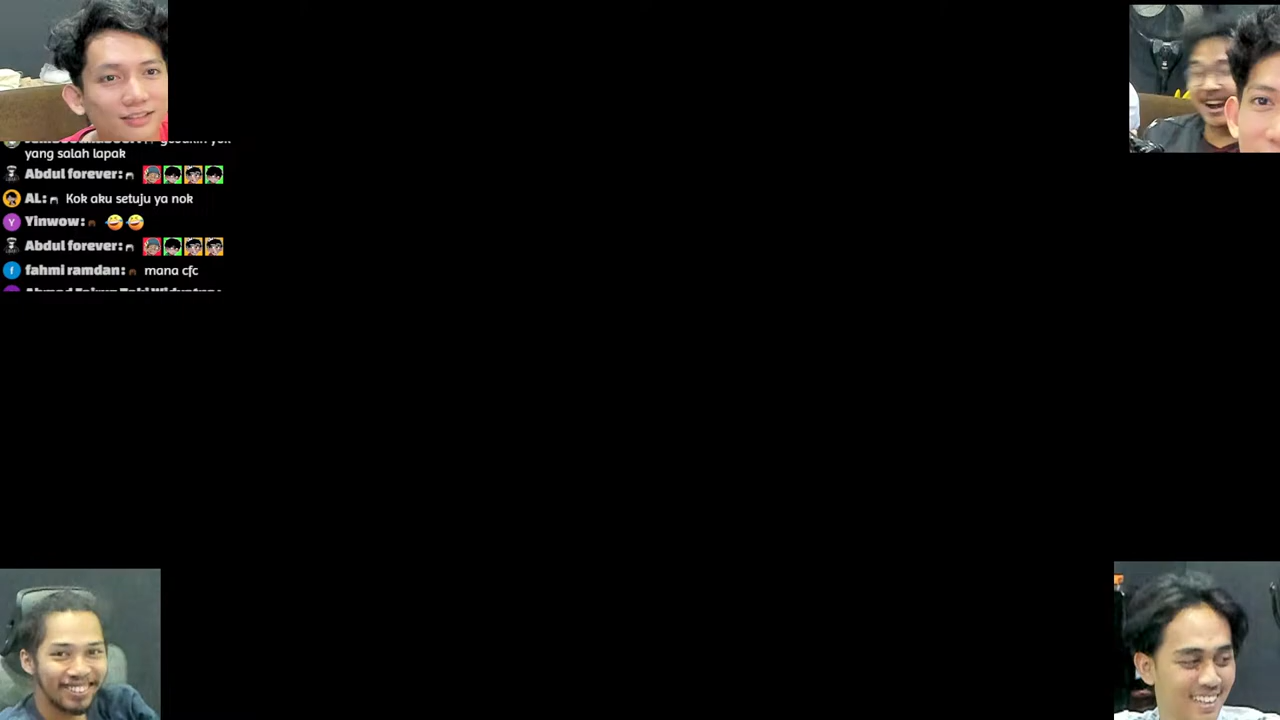 yang salah lapak
Abdul forever:
AL: Kok aku setuju ya nok
Y Yinwow:
Abdul forever:
f fahmi ramdan: mana cfc